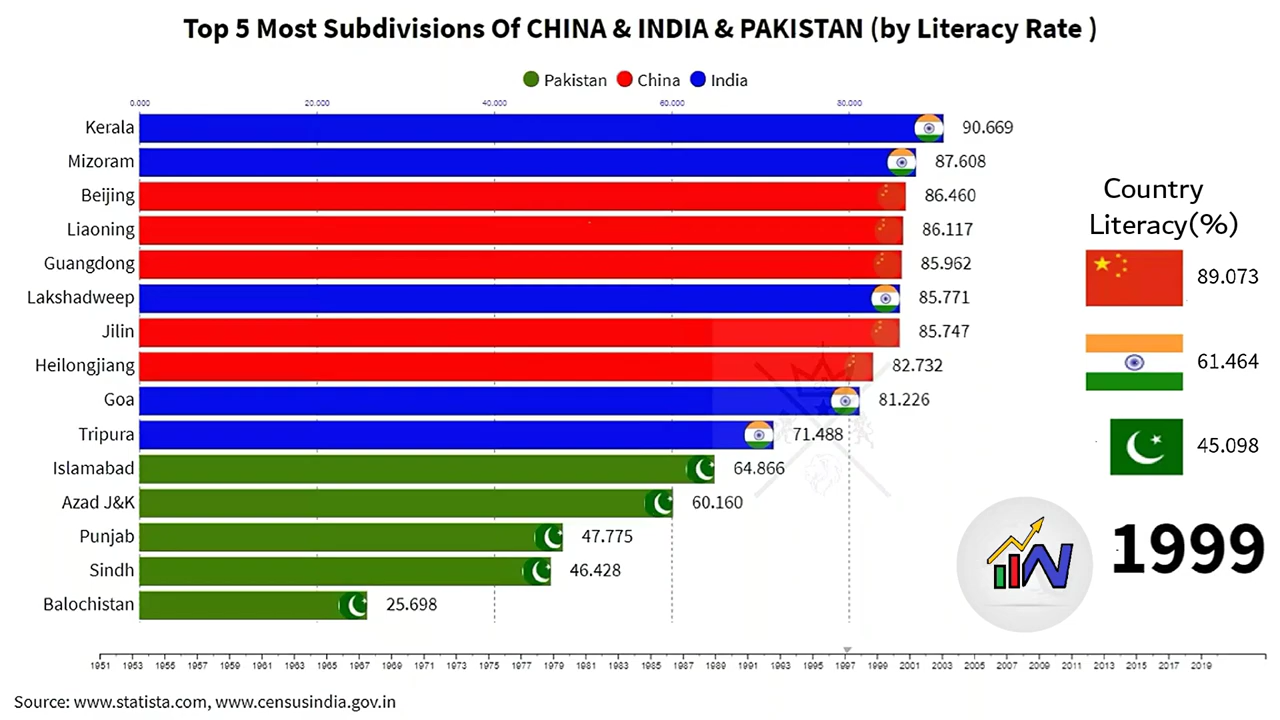 Top 5 Most Subdivisions Of CHINA & INDIA & PAKISTAN (by Literacy Rate )
Pakistan China India
0.000 20.000 40.000 60.000 80.000
Kerala 90.669
Mizoram 87.608
Beijing 86.460
Liaoning 86.117
Guangdong 85.962
Lakshadweep 85.771
Jilin 85.747
Heilongjiang 82.732
Goa 81.226
Tripura 71.488
Islamabad 64.866
Azad J&K 60.160
Punjab 47.775
Sindh 46.428
Balochistan 25.698
Country
Literacy(%)
89.073
61.464
45.098
W
1999
1951 1953 1955 1957 1959 1961 1963 1965 1967 1969 1971 1973 1975 1977 1979 1981 1983 1985 1987 1989 1991 1993 1995 1997 1999 2001 2003 2005 2007 2009 2011 2013 2015 2017 2019
Source: www.statista.com, www.censusindia.gov.in